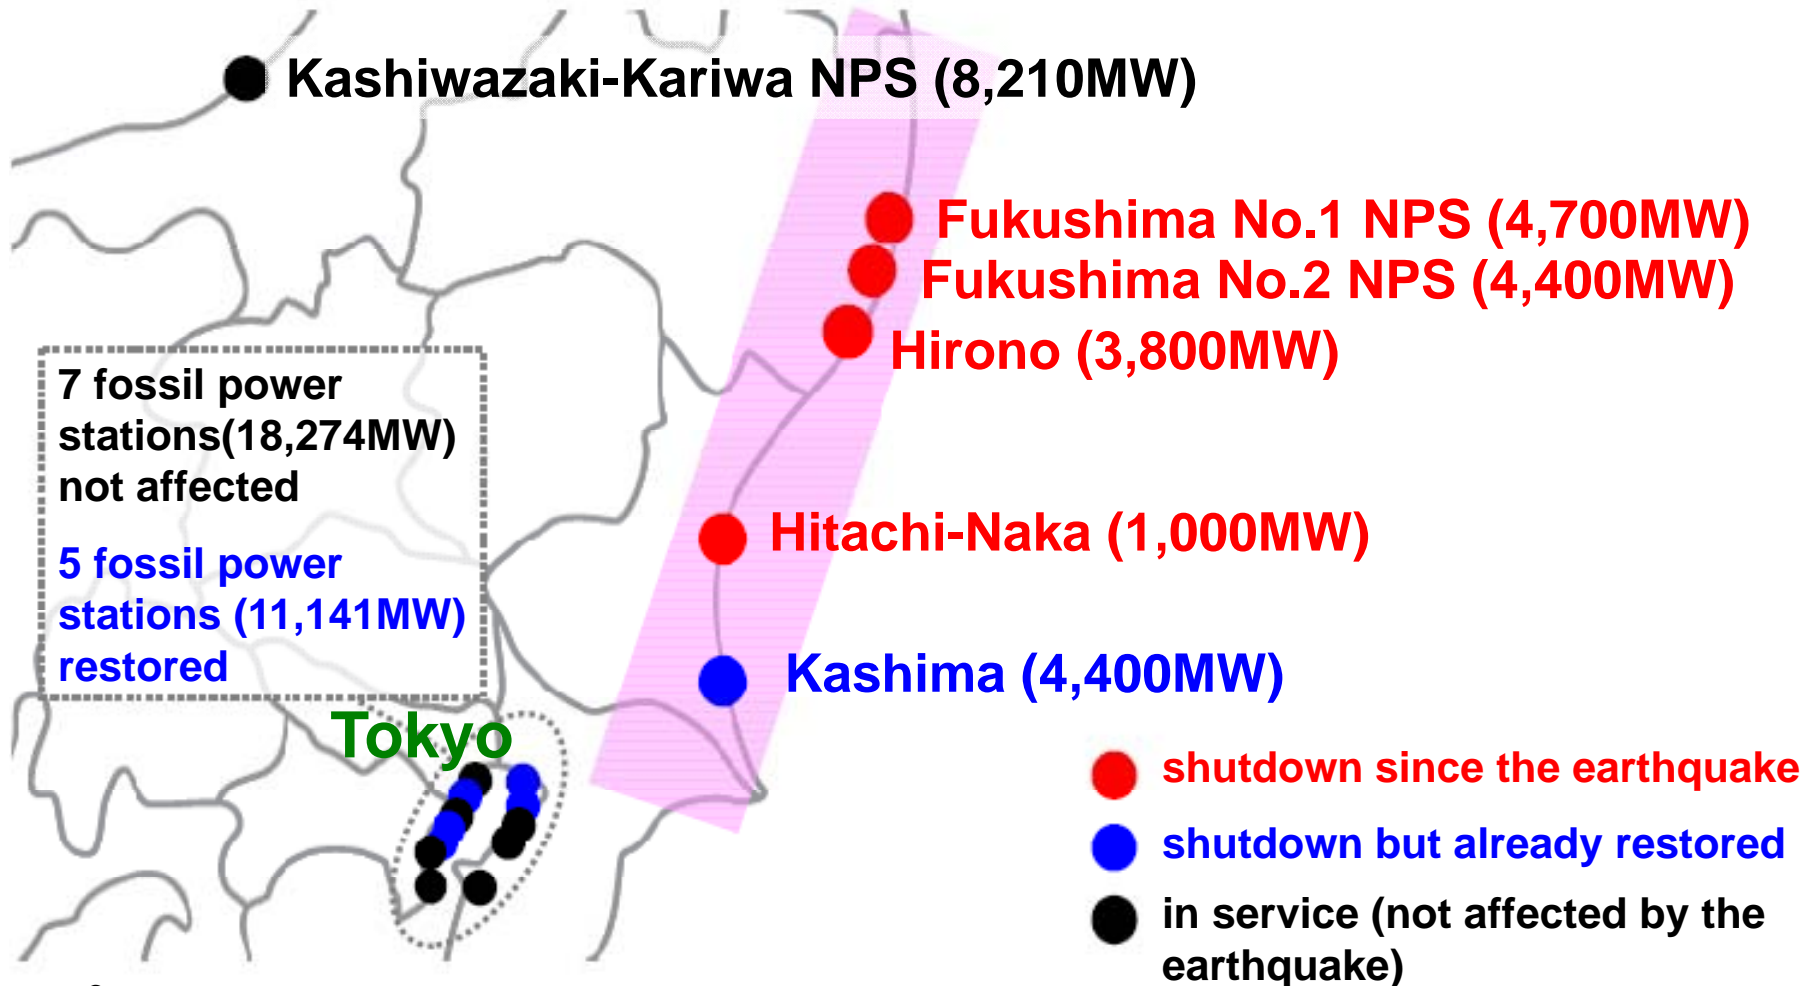 Kashiwazaki-Kariwa NPS (8,210MW)
Fukushima No.1 NPS (4,700MW)
Fukushima No.2 NPS (4,400MW)
Hirono (3,800MW)
7 fossil power
stations(18,274MW)
not affected
5 fossil power
stations (11,141MW)
restored
Hitachi-Naka (1,000MW)
Kashima (4,400MW)
Tokyo
shutdown since the earthquake
shutdown but already restored
in service (not affected by the
earthquake)